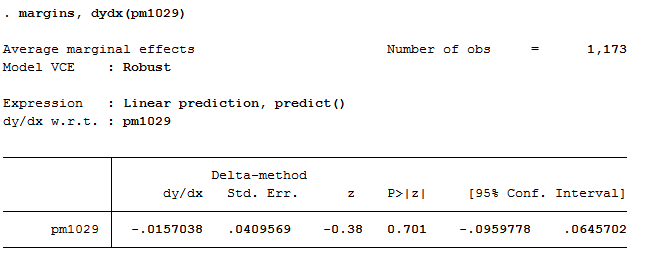 . margins, dydx(pm1029)
Average marginal effects Number of obs = 1,173
Model VCE : Robust
Expression : Linear prediction, predict()
dy/dx w.r.t. : pm1029
Delta-method
dy/dx Std. Err. z P>|z| [95% Conf. Interval]
pm1029 -.0157038 .0409569 -0.38 0.701 -.0959778 .0645702